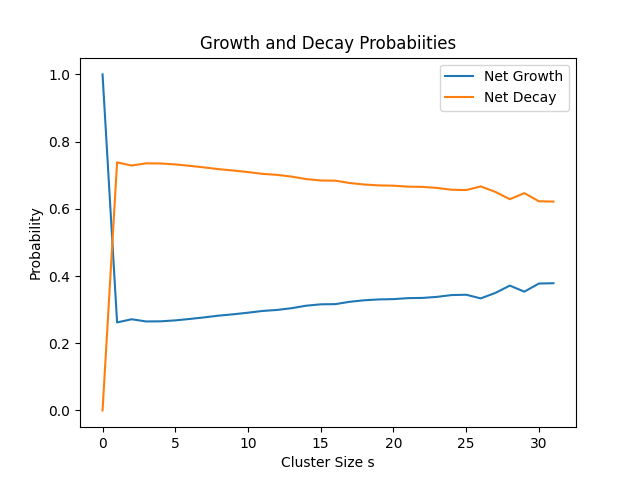 Growth and Decay Probabiities
Net Growth
Net Decay
Probability
1.0
0.8
0.6
0.4
0.2
0.0
0 5 10 15 20 25 30
Cluster Size s